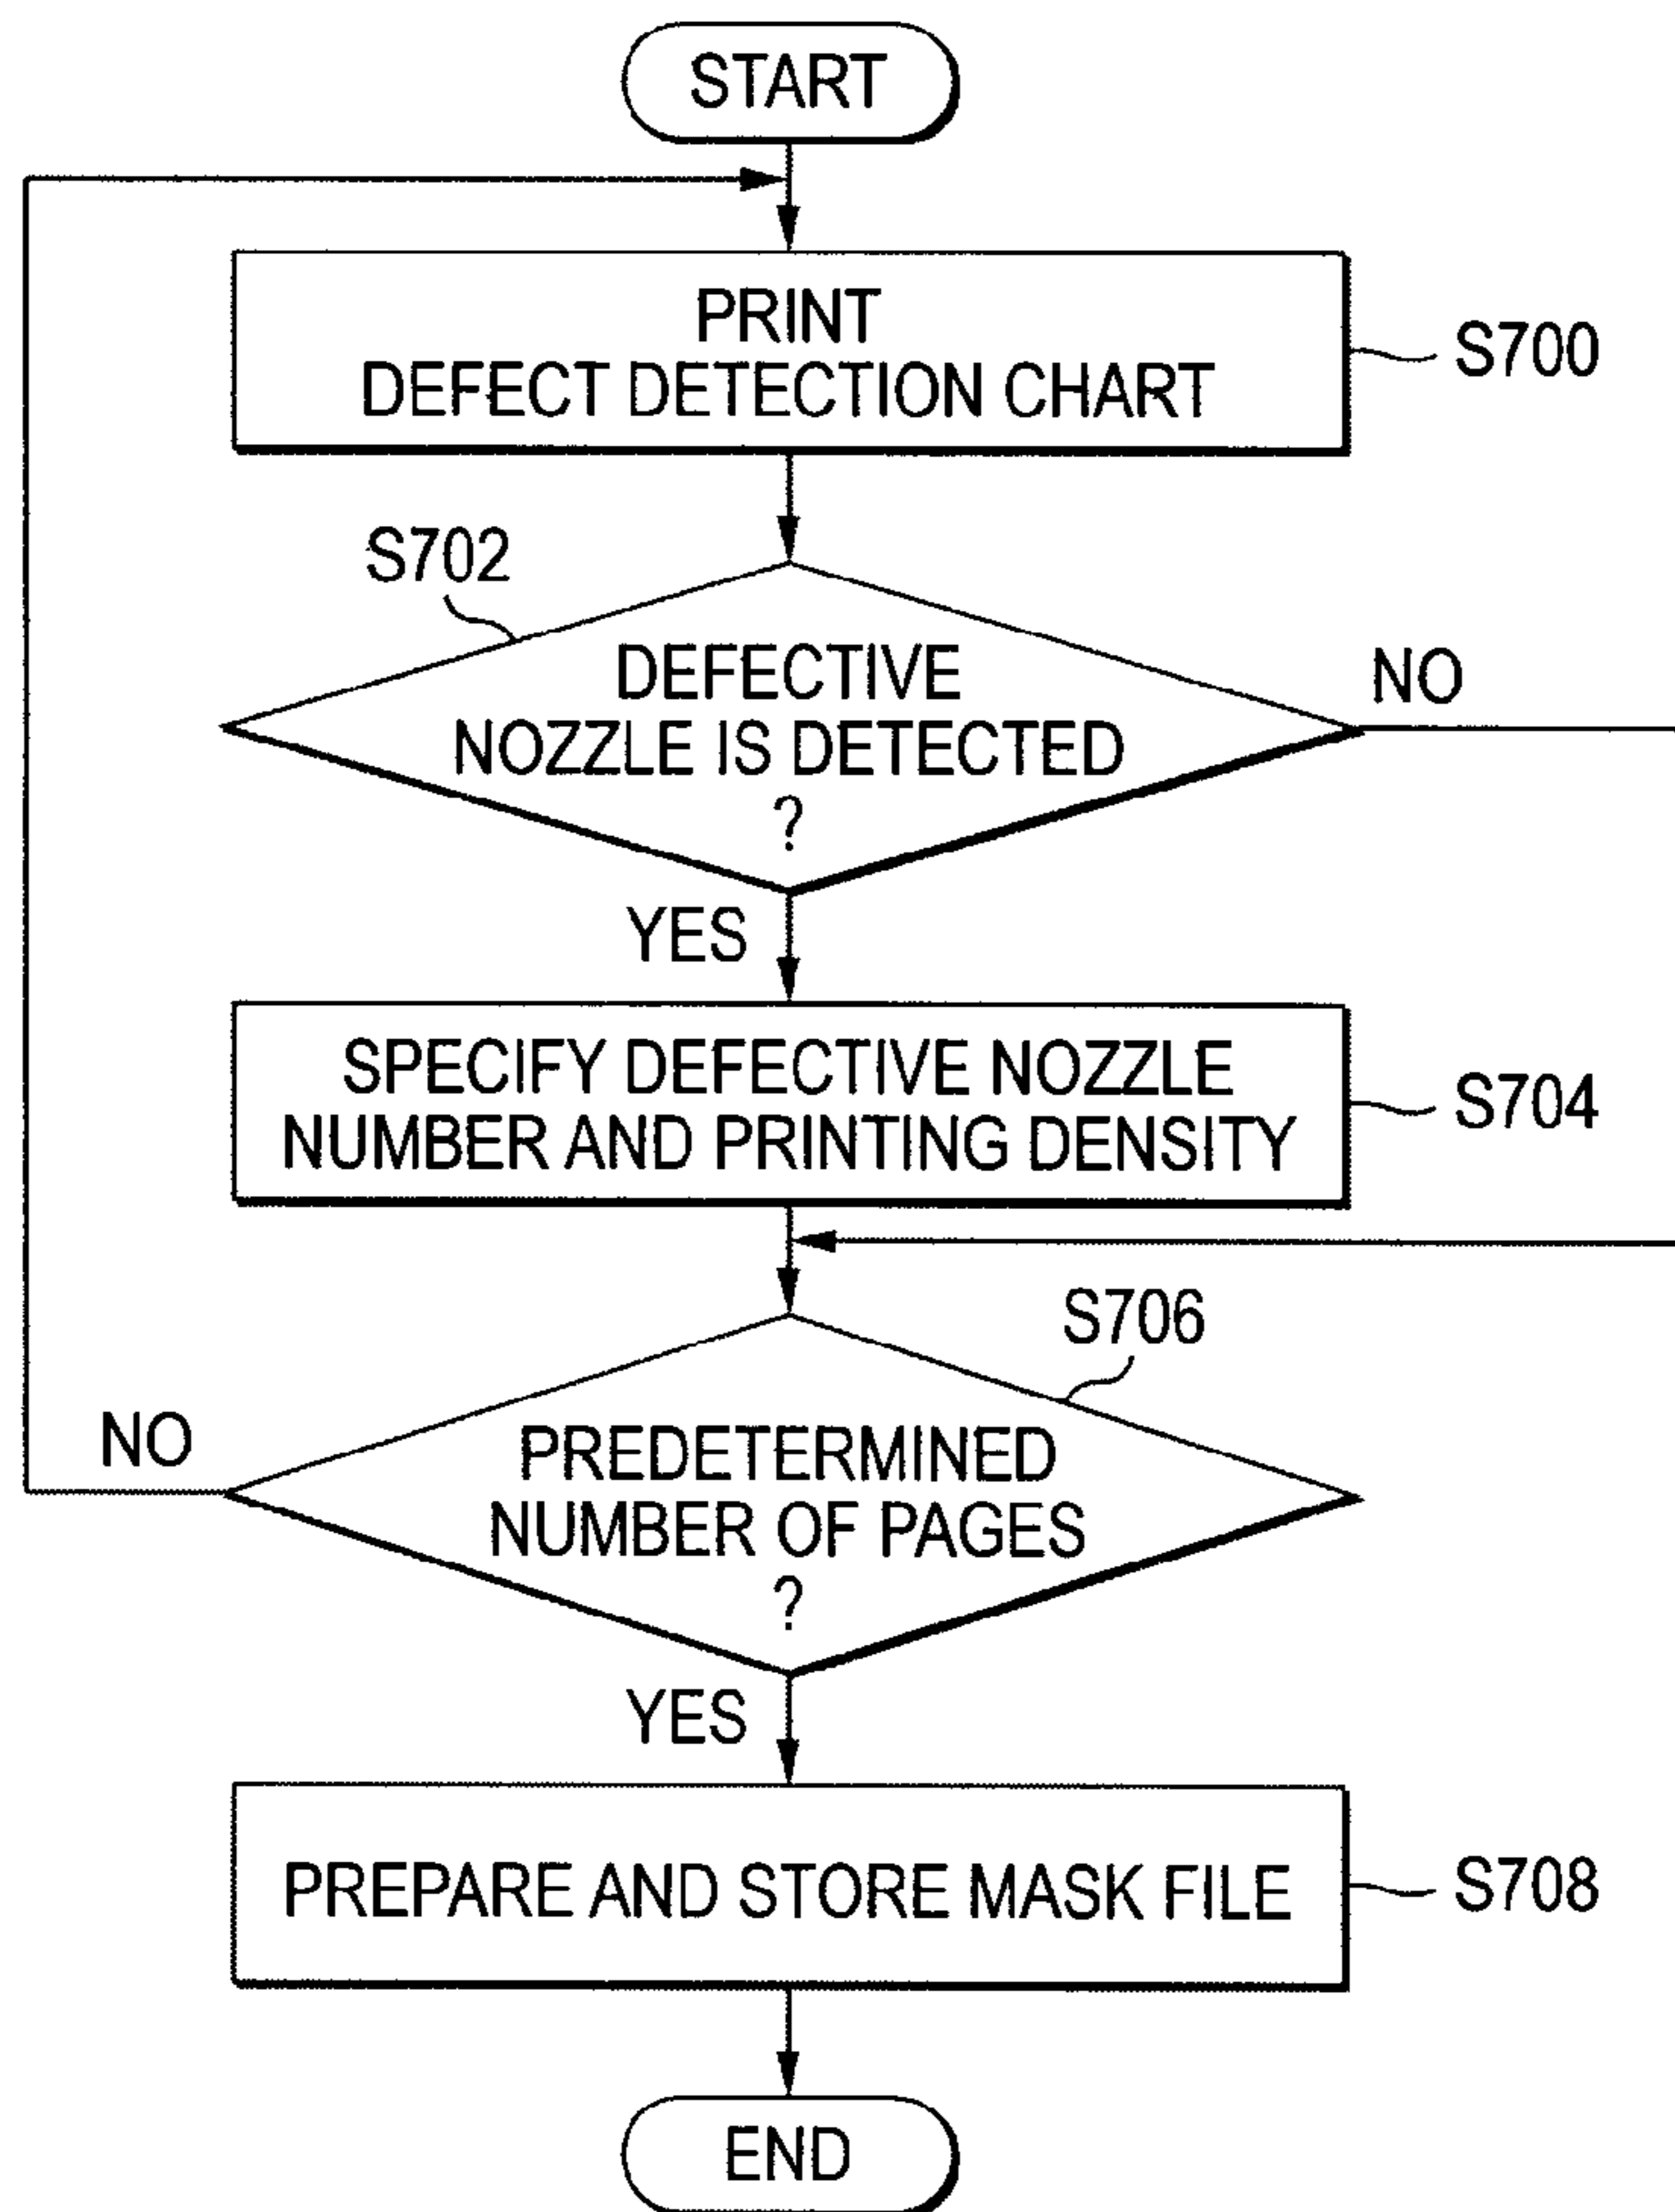 START
PRINT
DEFECT DETECTION CHART
S700
S702
DEFECTIVE
NOZZLE IS DETECTED
?
NO
YES
SPECIFY DEFECTIVE NOZZLE
NUMBER AND PRINTING DENSITY
S704
S706
PREDETERMINED
NUMBER OF PAGES
?
NO
YES
PREPARE AND STORE MASK FILE
S708
END